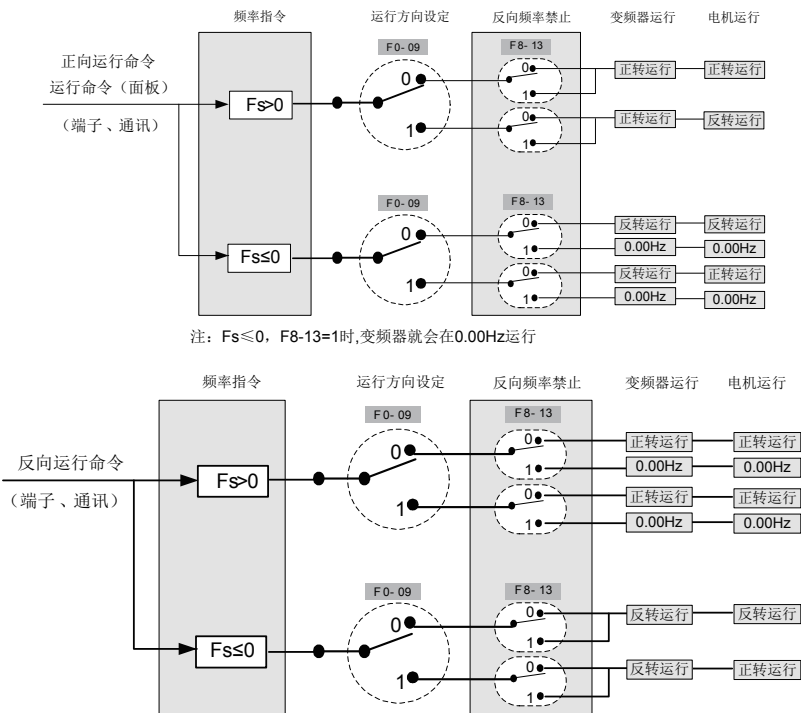 频率指令 运行方向设定 反向频率禁止 变频器运行 电机运行
正向运行命令
运行命令（面板）
（端子、通讯）
Fs>0
F0- 09
0
1
F8- 13
0
1
正转运行 正转运行
0
1
正转运行 反转运行
Fs≤0
F0- 09
0
1
F8- 13
0 反转运行 反转运行
1 0.00Hz 0.00Hz
0 反转运行 正转运行
1 0.00Hz 0.00Hz
注：Fs≤0，F8-13=1时,变频器就会在0.00Hz运行
频率指令 运行方向设定 反向频率禁止 变频器运行 电机运行
反向运行命令
（端子、通讯）
Fs>0
F0- 09
0
1
F8- 13
0 正转运行 正转运行
1 0.00Hz 0.00Hz
0 正转运行 正转运行
1 0.00Hz 0.00Hz
Fs≤0
F0- 09
0
1
F8- 13
0
1
反转运行 反转运行
0
1
反转运行 正转运行